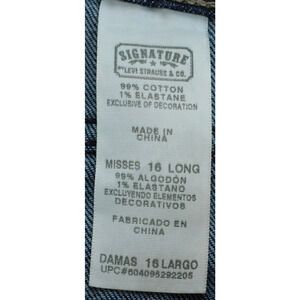 SIGNATURE
BY LEVI STRAUSS & CO.
99% COTTON
1% ELASTANE
EXCLUSIVE OF DECORATION
MADE IN
CHINA
MISSES 16 LONG
99% ALGODÓN
1% ELASTANO
EXCLUYENDO ELEMENTOS
DECORATIVOS
FABRICADO EN
CHINA
DAMAS 16 LARGO
UPC#604095292205